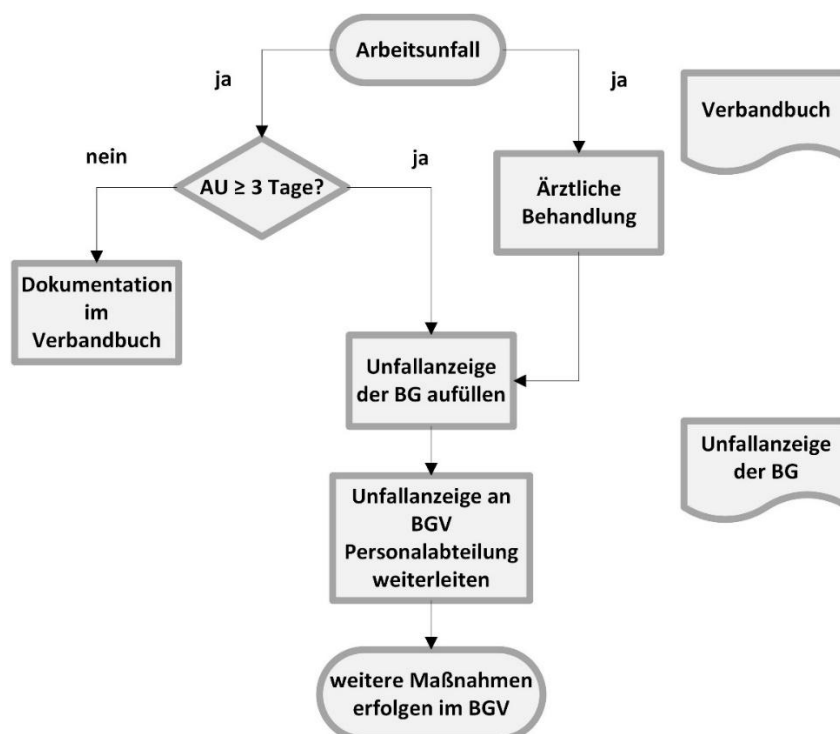 Arbeitsunfall
ja
ja
Verbandbuch
nein
ja
AU ≥ 3 Tage?
Ärztliche
Behandlung
Dokumentation
im
Verbandbuch
Unfallanzeige
der BG aufüllen
Unfallanzeige
der BG
Unfallanzeige an
BGV
Personalabteilung
weiterleiten
weitere Maßnahmen
erfolgen im BGV